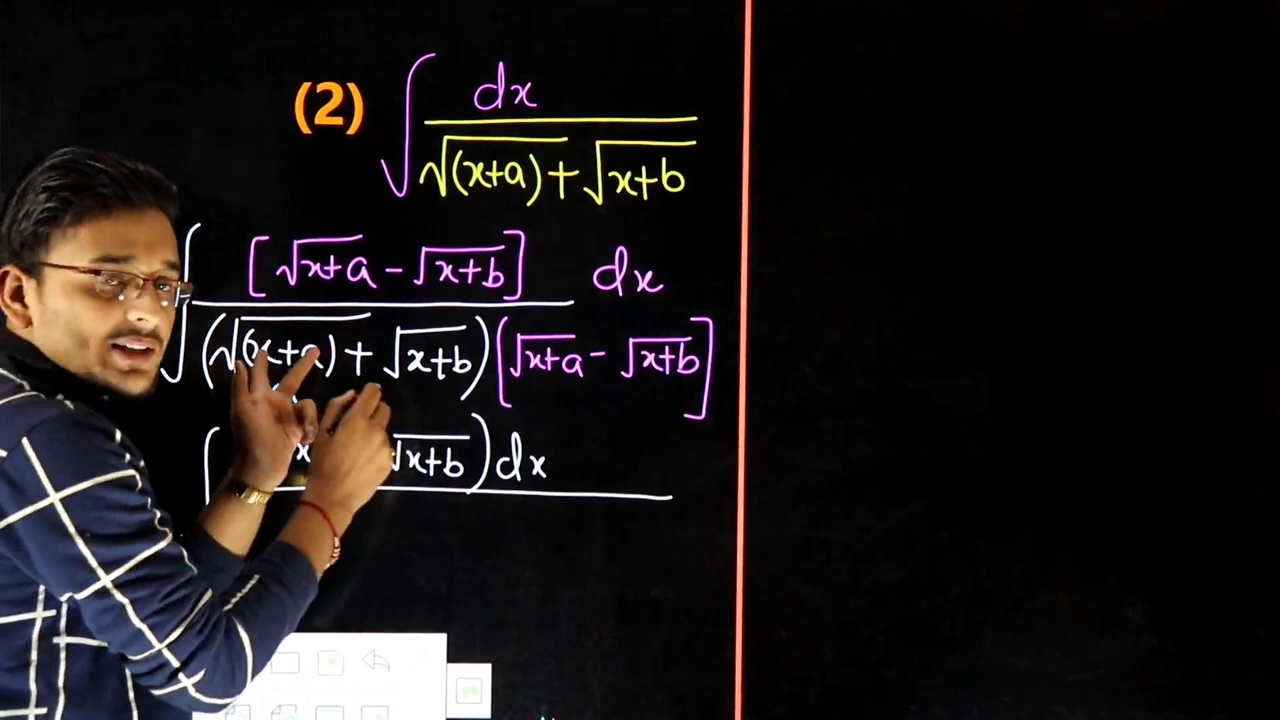 (2) ∫ dx
√(x+a) + √x+b
∫ [√x+a - √x+b] dx
(√(x+a) + √x+b) [√x+a - √x+b]
( √x+b) dx